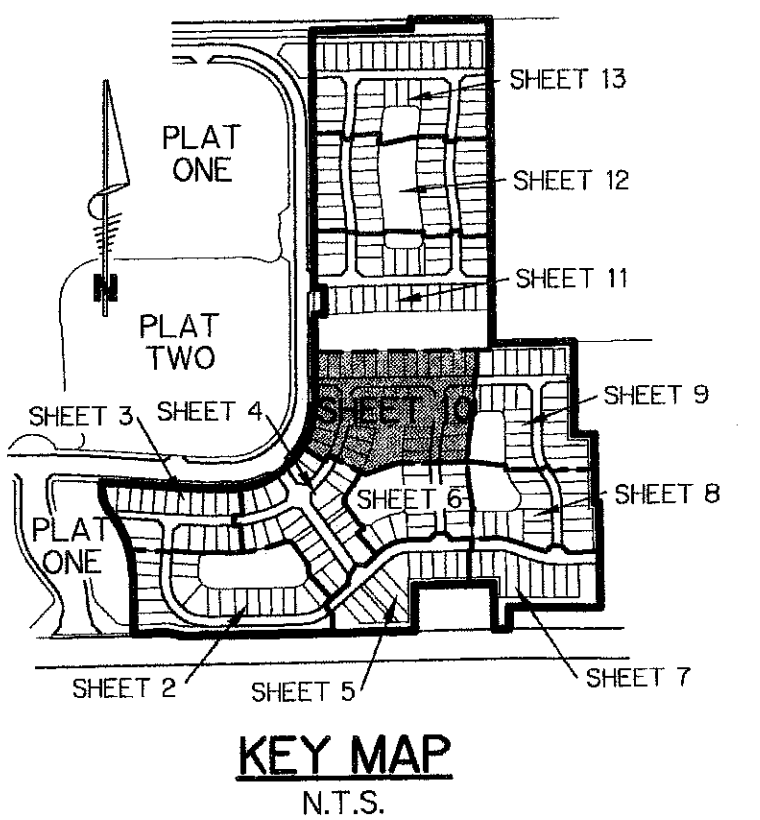 SHEET 13
PLAT
ONE
SHEET 12
N
SHEET 11
PLAT
TWO
SHEET 3
SHEET 4
SHEET 10
SHEET 9
SHEET 6
SHEET 8
PLAT
ONE
SHEET 2
SHEET 5
SHEET 7
KEY MAP
N.T.S.